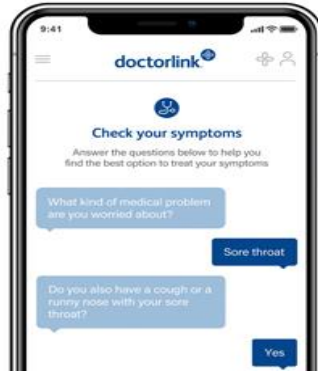 9:41
doctorlink
Check your symptoms
Answer the questions below to help you
find the best option to treat your symptoms
What kind of medical problem
are you worried about?
Sore throat
Do you also have a cough or a
runny nose with your sore
throat?
Yes